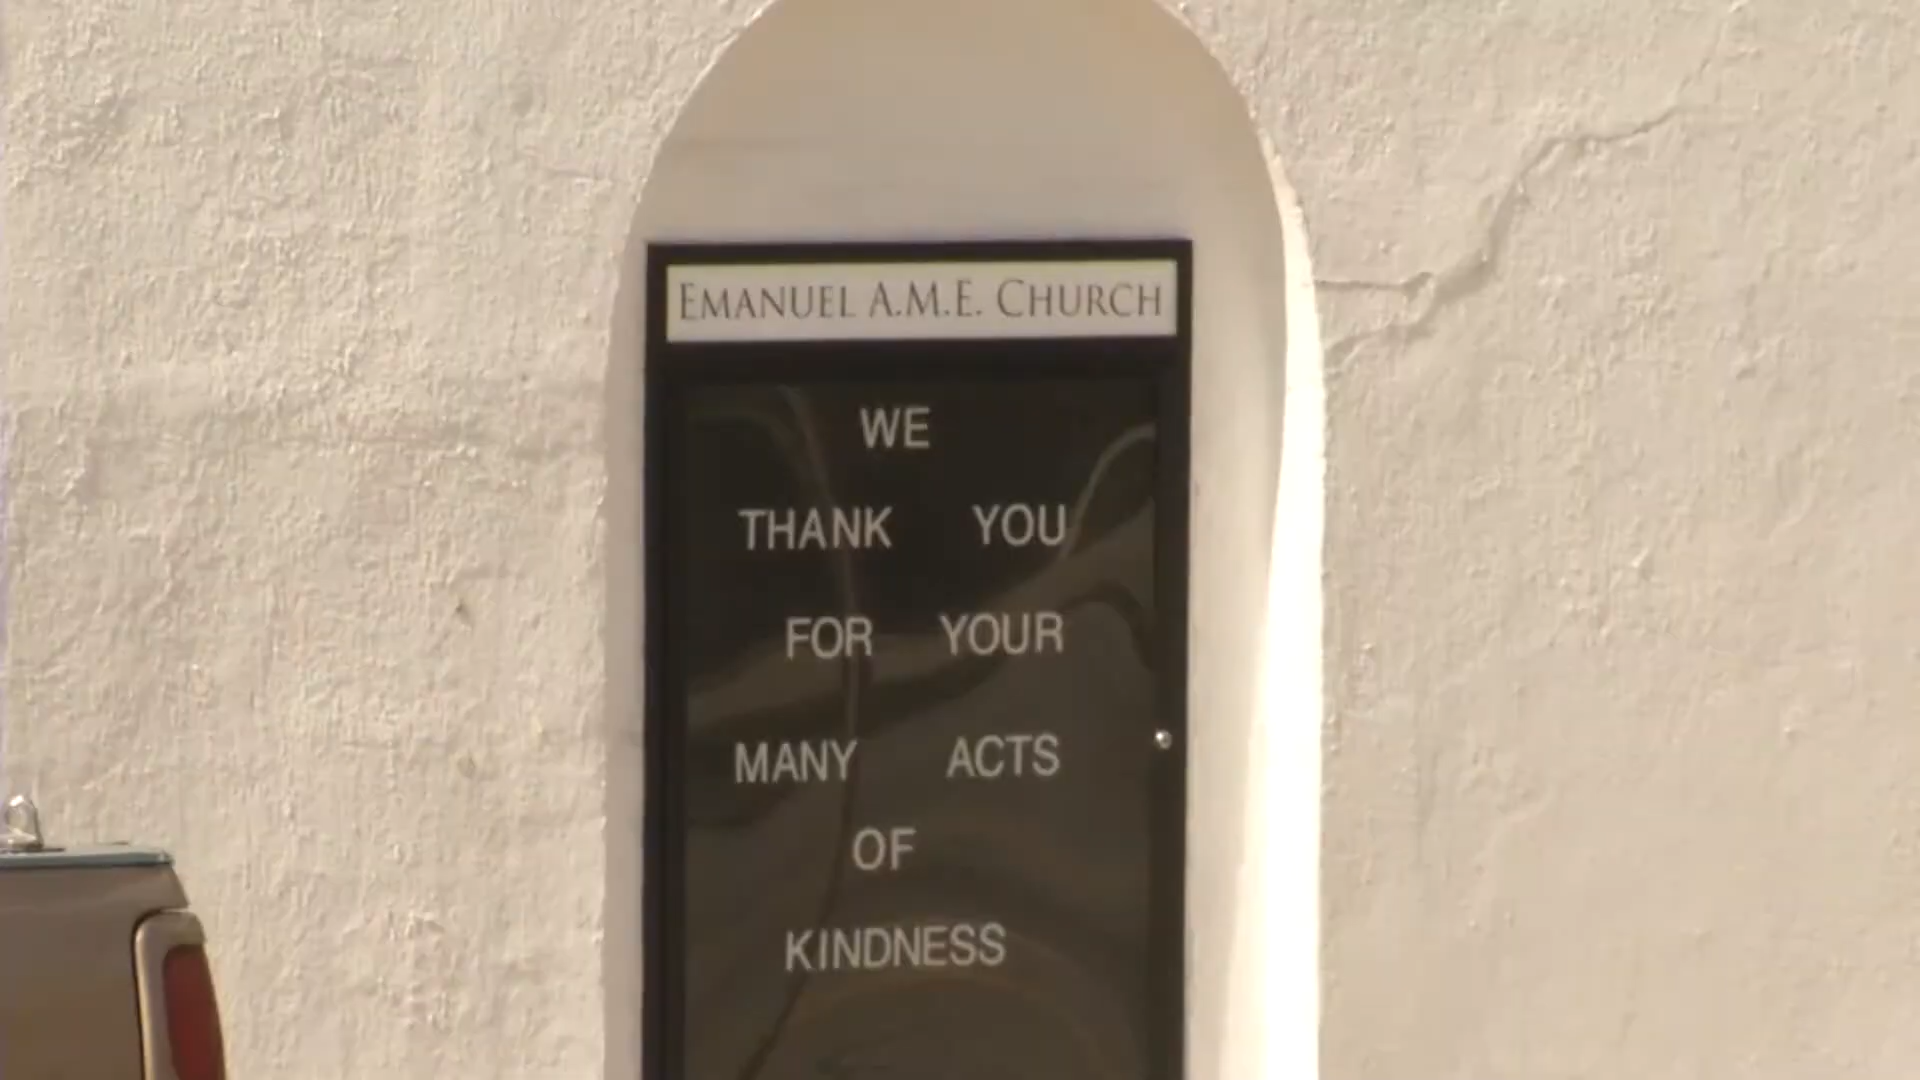 EMANUEL A.M.E. CHURCH
WE
THANK YOU
FOR YOUR
MANY ACTS
OF
KINDNESS